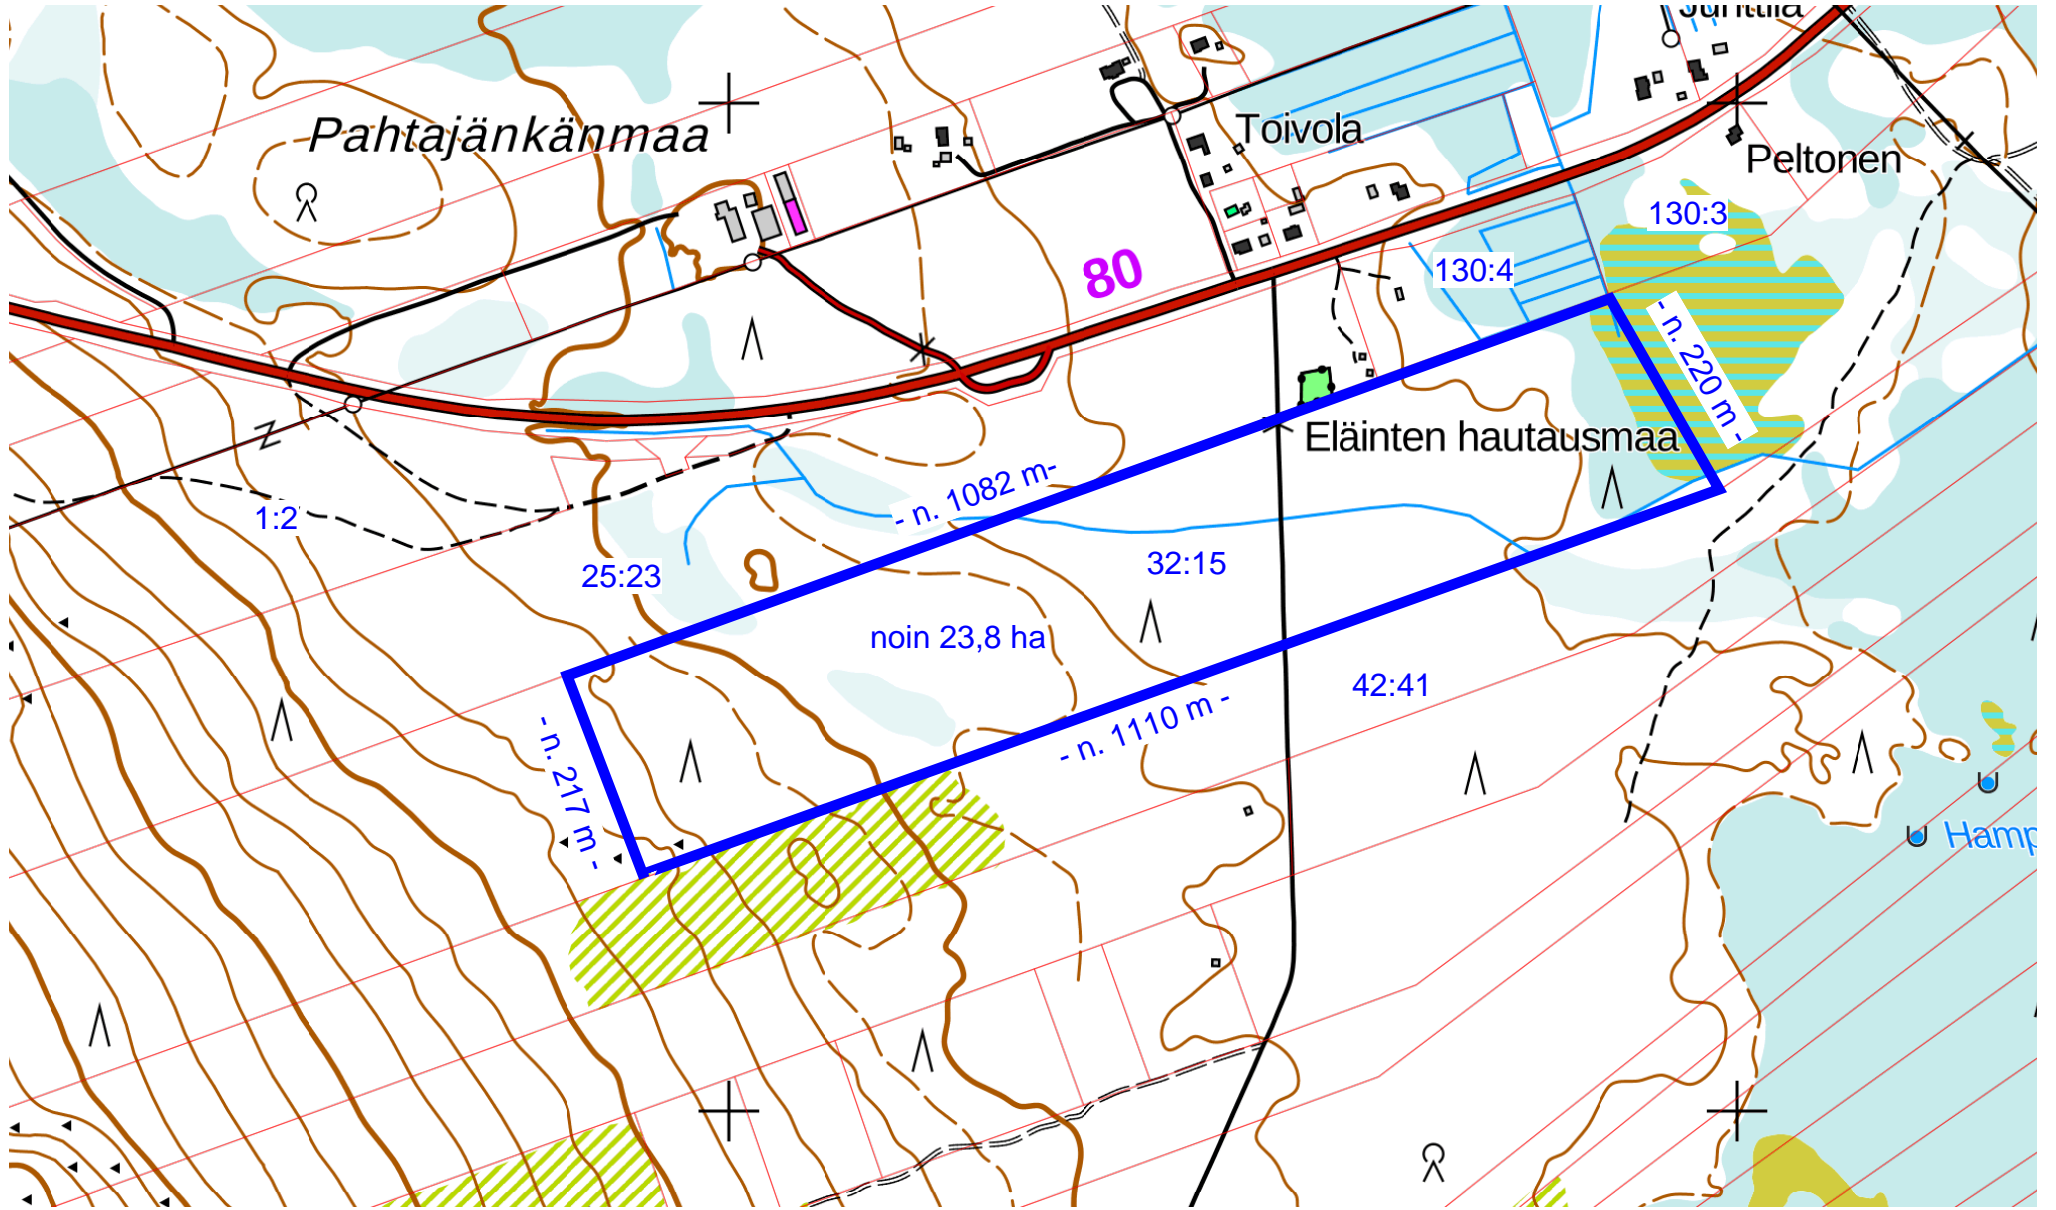 Junttila
Pahtajänkänmaa
Toivola
Peltonen
130:3
80
130:4
- n. 220 m -
Eläinten hautausmaa
- n. 1082 m-
1:2
25:23
32:15
noin 23,8 ha
42:41
- n. 1110 m -
- n. 217 m -
Hamp